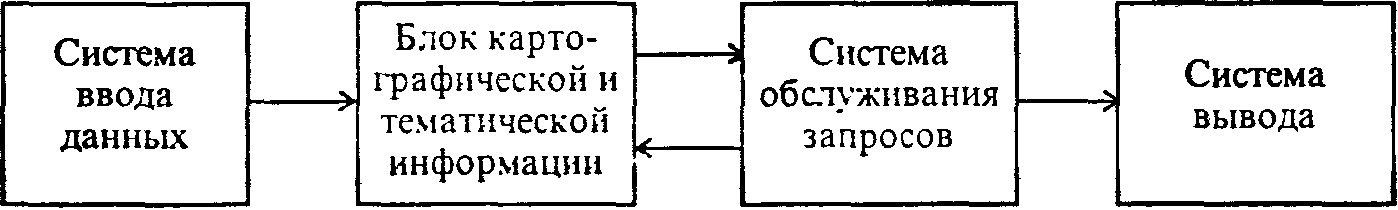 Система
ввода
данных
Блок карто-
графической и
тематической
информации
Система
обслуживания
запросов
Система
вывода